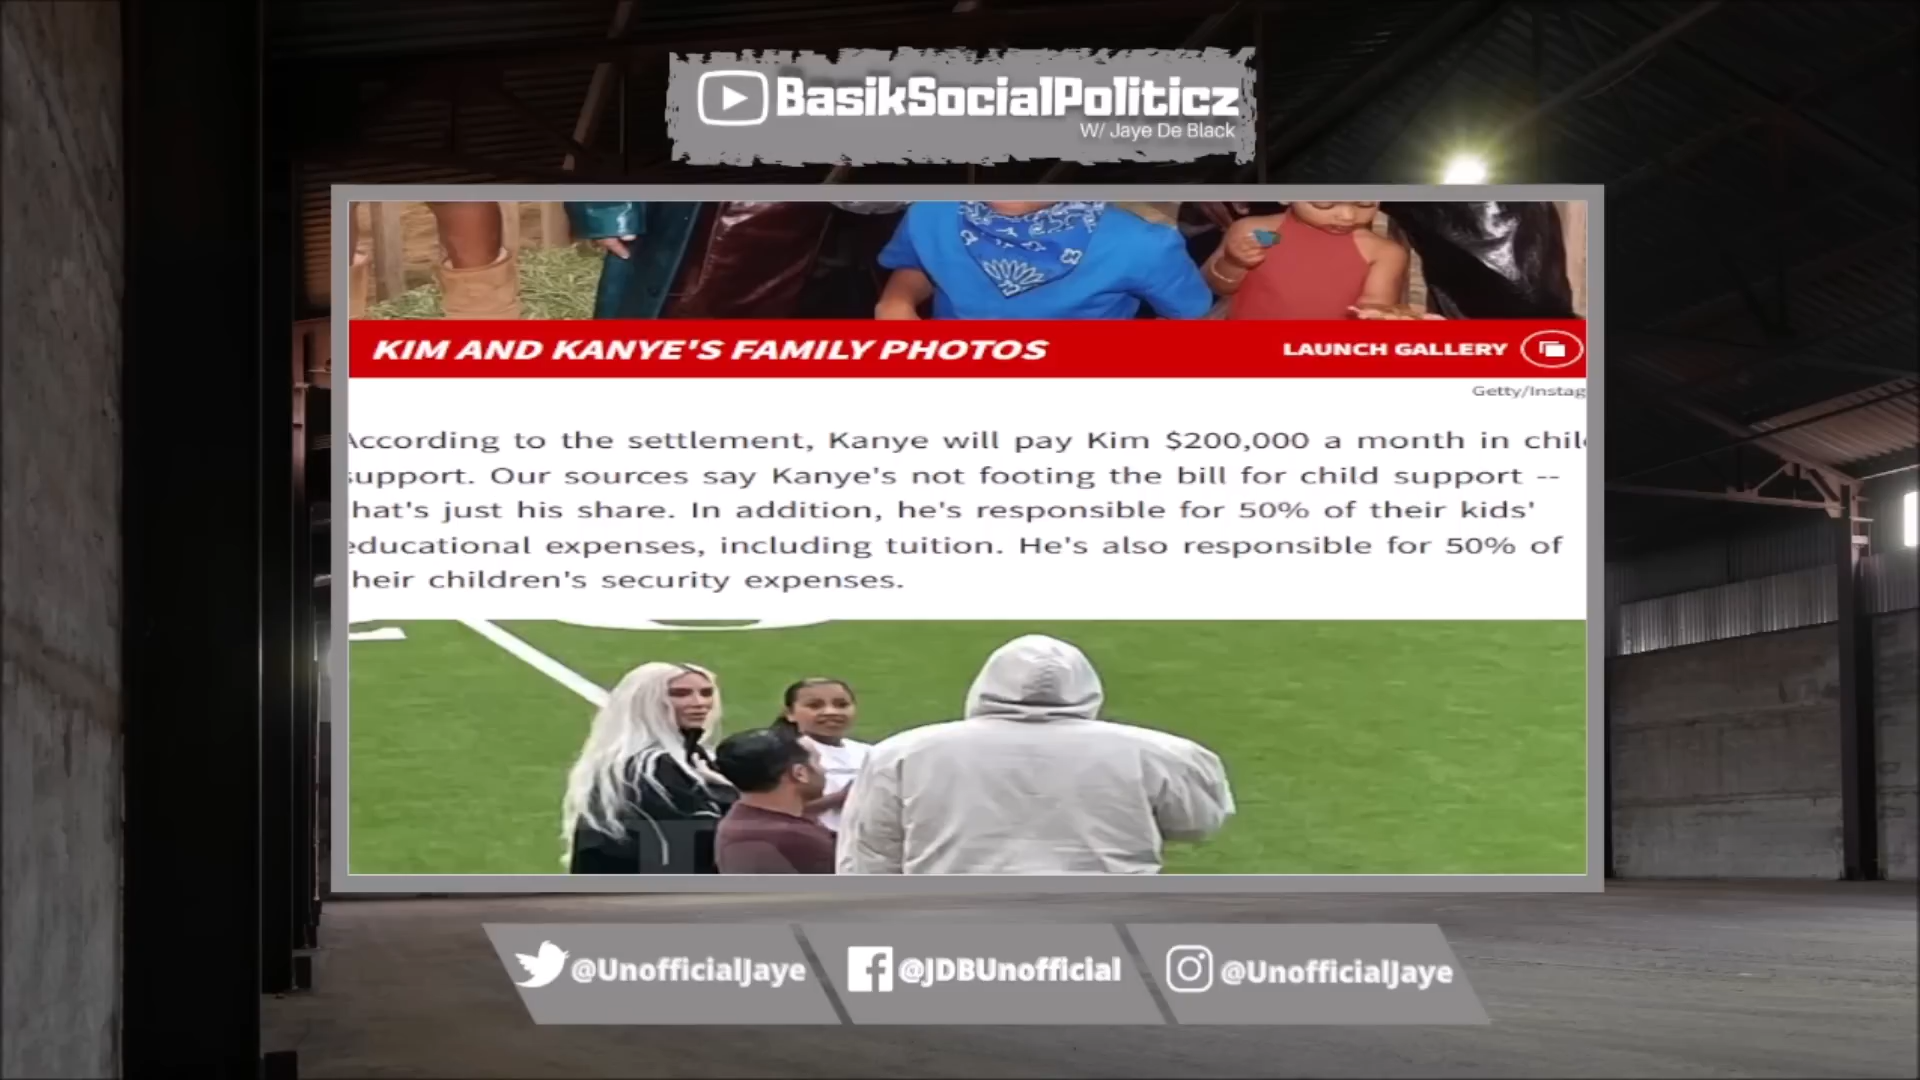 BasikSocialPoliticz
W/ Jaye De Black
KIM AND KANYE'S FAMILY PHOTOS
LAUNCH GALLERY
Getty/Instag
According to the settlement, Kanye will pay Kim $200,000 a month in chil
support. Our sources say Kanye's not footing the bill for child support --
hat's just his share. In addition, he's responsible for 50% of their kids'
educational expenses, including tuition. He's also responsible for 50% of
heir children's security expenses.
@UnofficialJaye
@JDBUnofficial
@UnofficialJaye